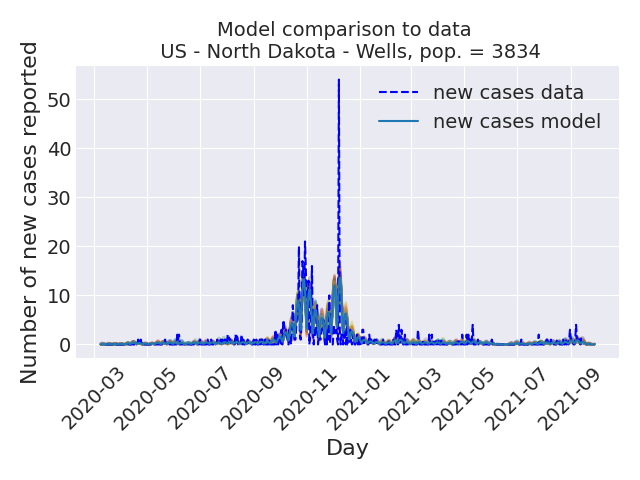 Model comparison to data
US - North Dakota - Wells, pop. = 3834
Number of new cases reported
50
40
30
20
10
0
new cases data
new cases model
2020-03
2020-05
2020-07
2020-09
2020-11
2021-01
2021-03
2021-05
2021-07
2021-09
Day